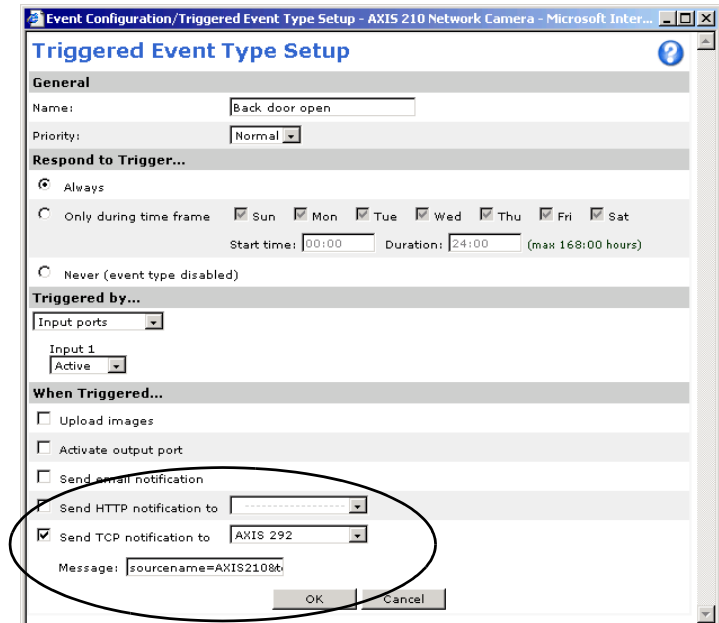 Event Configuration/Triggered Event Type Setup - AXIS 210 Network Camera - Microsoft Inter...
Triggered Event Type Setup
General
Name: Back door open
Priority: Normal
Respond to Trigger...
Always
Only during time frame Sun Mon Tue Wed Thu Fri Sat
Start time: 00:00 Duration: 24:00 (max 168:00 hours)
Never (event type disabled)
Triggered by...
Input ports
Input 1
Active
When Triggered...
Upload images
Activate output port
Send email notification
Send HTTP notification to --------------------
Send TCP notification to AXIS 292
Message: sourcename=AXIS210&t
OK Cancel